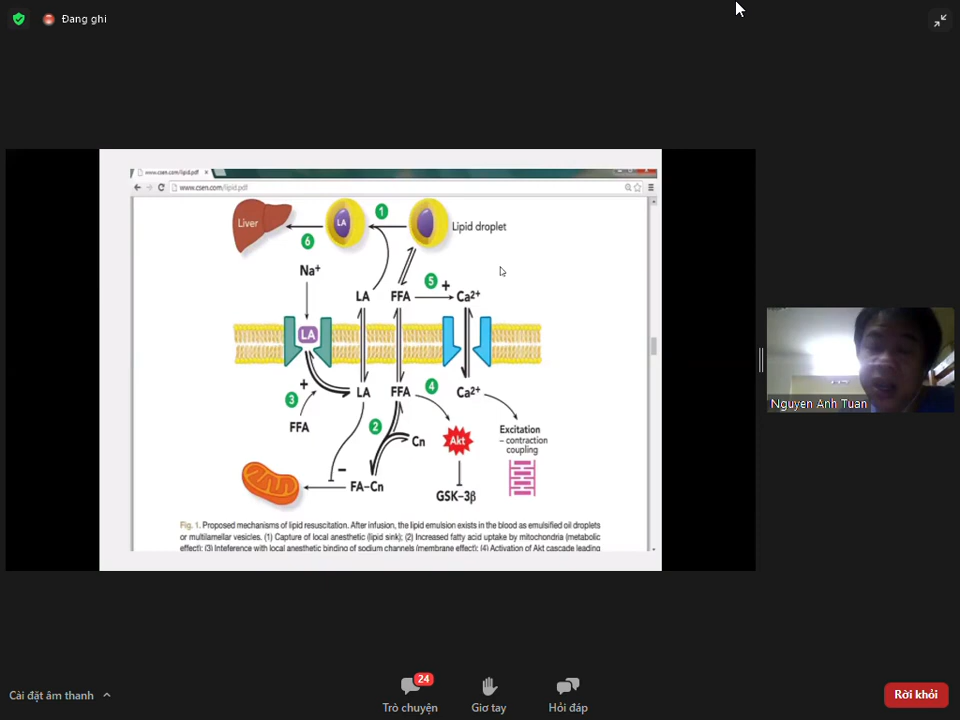 Đang ghi
www.csen.com/lipid.pdf
www.csen.com/lipid.pdf
Liver
LA
1
Lipid droplet
6
Na+
5
+
LA
FFA
Ca2+
LA
+
LA
FFA
4
Ca2+
3
FFA
2
Cn
Akt
Excitation
– contraction
coupling
–
FA–Cn
GSK–3β
Fig. 1. Proposed mechanisms of lipid resuscitation. After infusion, the lipid emulsion exists in the blood as emulsified oil droplets
or multilamellar vesicles. (1) Capture of local anesthetic (lipid sink); (2) Increased fatty acid uptake by mitochondria (metabolic
effect); (3) Inteference with local anesthetic binding of sodium channels (membrane effect); (4) Activation of Akt cascade leading
Nguyen Anh Tuan
24
Cài đặt âm thanh
Trò chuyện
Giơ tay
Hỏi đáp
Rời khỏi